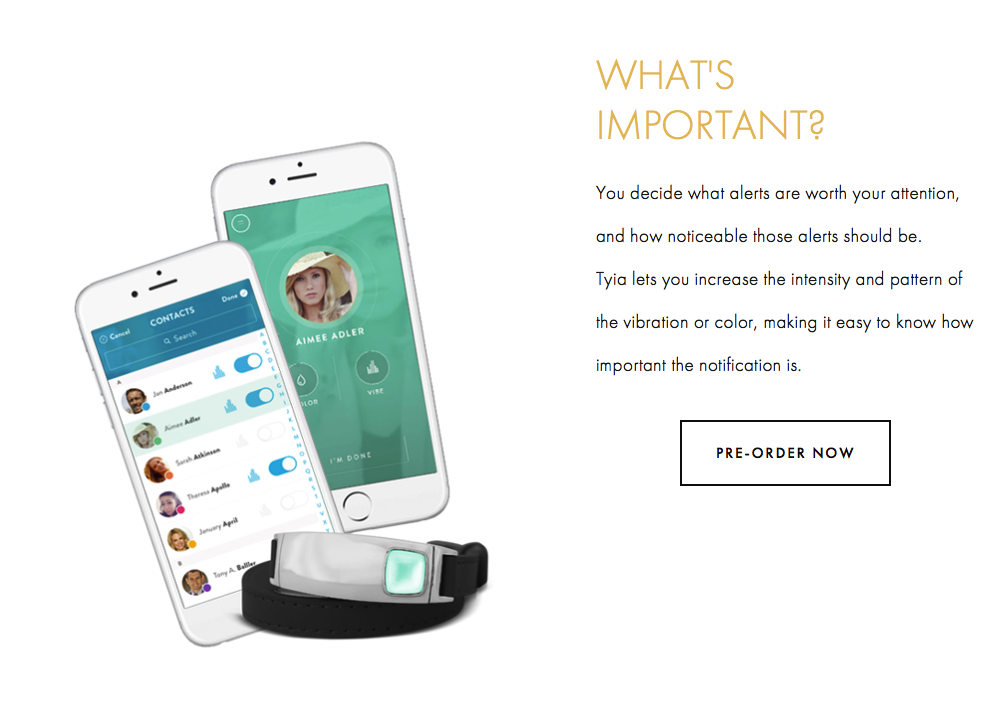 WHAT'S
IMPORTANT?
You decide what alerts are worth your attention,
and how noticeable those alerts should be.
Tyia lets you increase the intensity and pattern of
the vibration or color, making it easy to know how
important the notification is.
PRE-ORDER NOW
AIMEE ADLER
VIBE
I'M DONE
Cancel
CONTACTS
Done
Search
A
Jen Anderson
Aimee Adler
Sarah Atkinson
Theresa Apollo
January April
B
Tony A. Balller